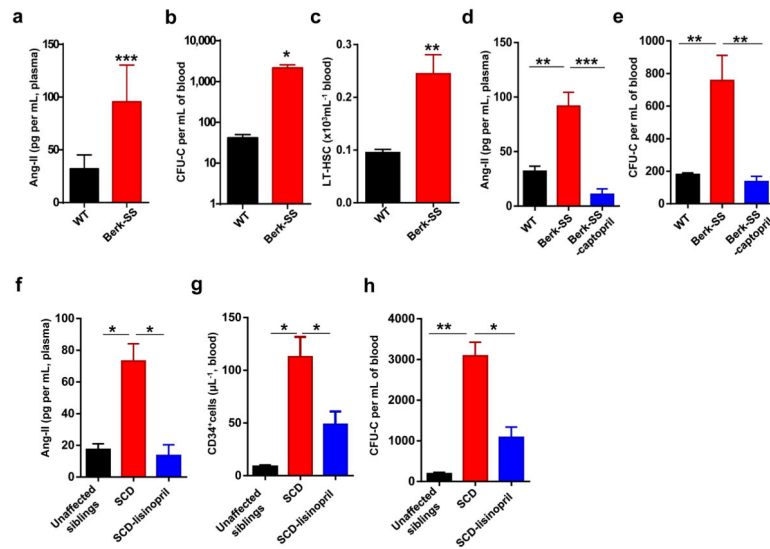 a
Ang-II (pg per mL, plasma)
150
100
50
0
***
WT
Berk-SS
b
CFU-C per mL of blood
10,000
1,000
100
10
1
*
WT
Berk-SS
c
LT-HSC (x10³mL⁻¹ blood)
0.3
0.2
0.1
0.0
**
WT
Berk-SS
d
Ang-II (pg per mL, plasma)
150
100
50
0
** ***
WT
Berk-SS
Berk-SS
-captopril
e
CFU-C per mL of blood
1000
800
600
400
200
0
** **
WT
Berk-SS
Berk-SS
-captopril
f
Ang-II (pg per mL, plasma)
100
80
60
40
20
0
* *
Unaffected
siblings
SCD
SCD-lisinopril
g
CD34⁺cells (µL⁻¹, blood)
150
100
50
0
* *
Unaffected
siblings
SCD
SCD-lisinopril
h
CFU-C per mL of blood
4000
3000
2000
1000
0
** *
Unaffected
siblings
SCD
SCD-lisinopril